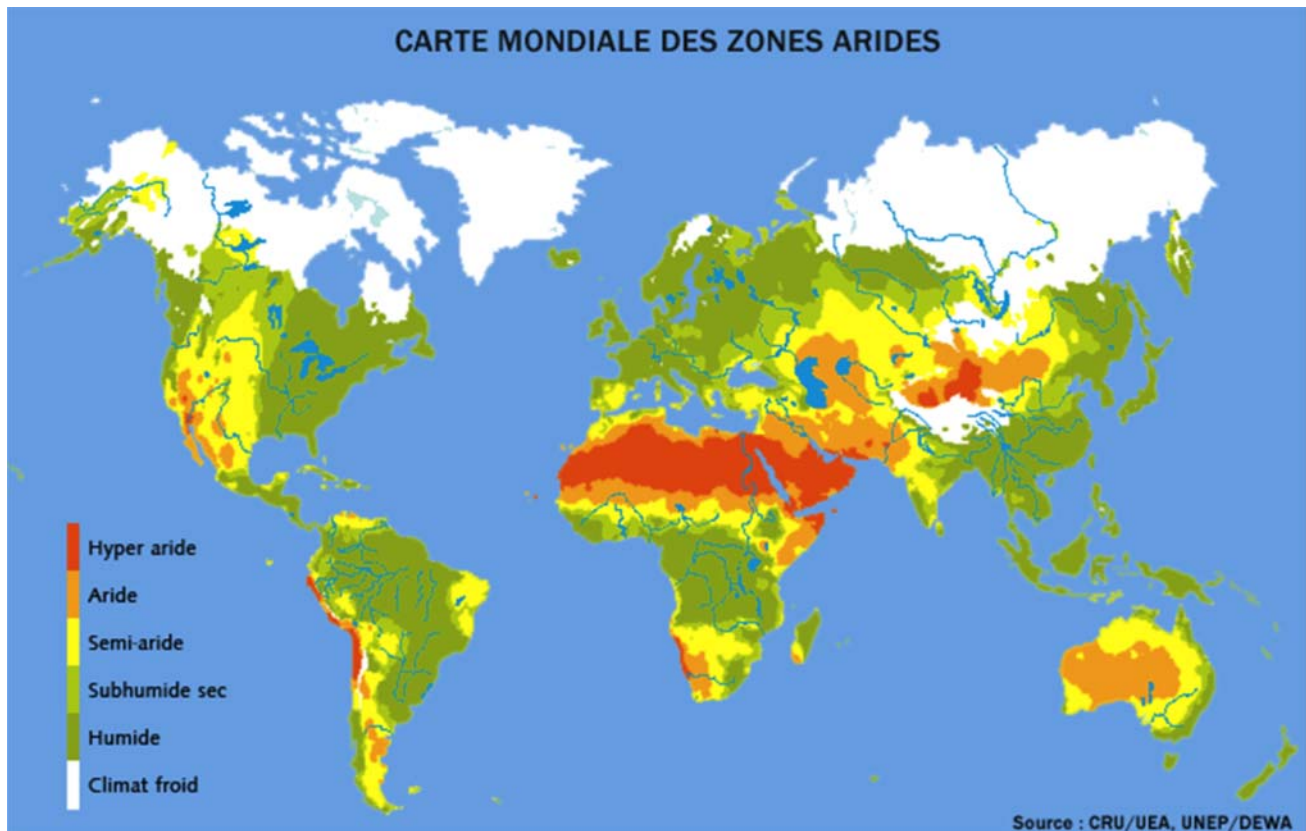 CARTE MONDIALE DES ZONES ARIDES
Hyper aride
Aride
Semi-aride
Subhumide sec
Humide
Climat froid
Source : CRU/UEA, UNEP/DEWA